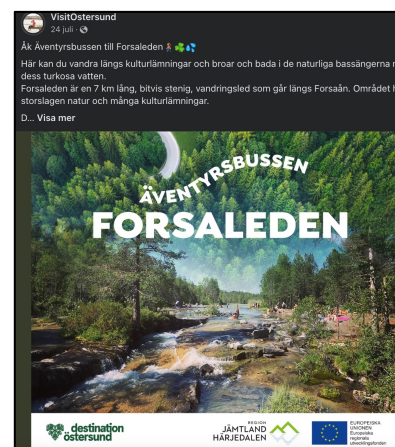 VisitÖstersund
24 juli ·
Åk Äventyrsbussen till Forsaleden
Här kan du vandra längs kulturlämningar och broar och bada i de naturliga bassängerna
dess turkosa vatten.
Forsaleden är en 7 km lång, bitvis stenig, vandringsled som går längs Forsaån. Området
storslagen natur och många kulturlämningar.
D... Visa mer
ÄVENTYRSBUSSEN
FORSALEDEN
destination
östersund
REGION
JÄMTLAND
HÄRJEDALEN
EUROPEISKA
UNIONEN
Europeiska
regionala
utvecklingsfonden